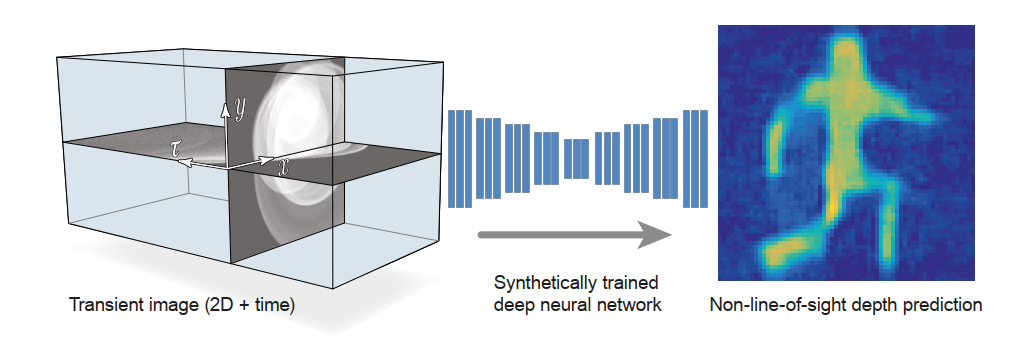 y
τ
x
Transient image (2D + time)
Synthetically trained
deep neural network
Non-line-of-sight depth prediction